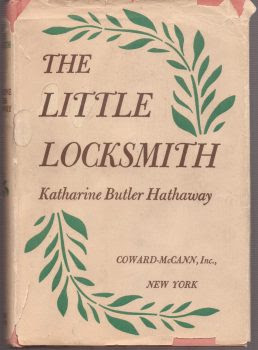 THE
LITTLE
LOCKSMITH
Katharine Butler Hathaway
COWARD-McCANN, Inc.,
NEW YORK